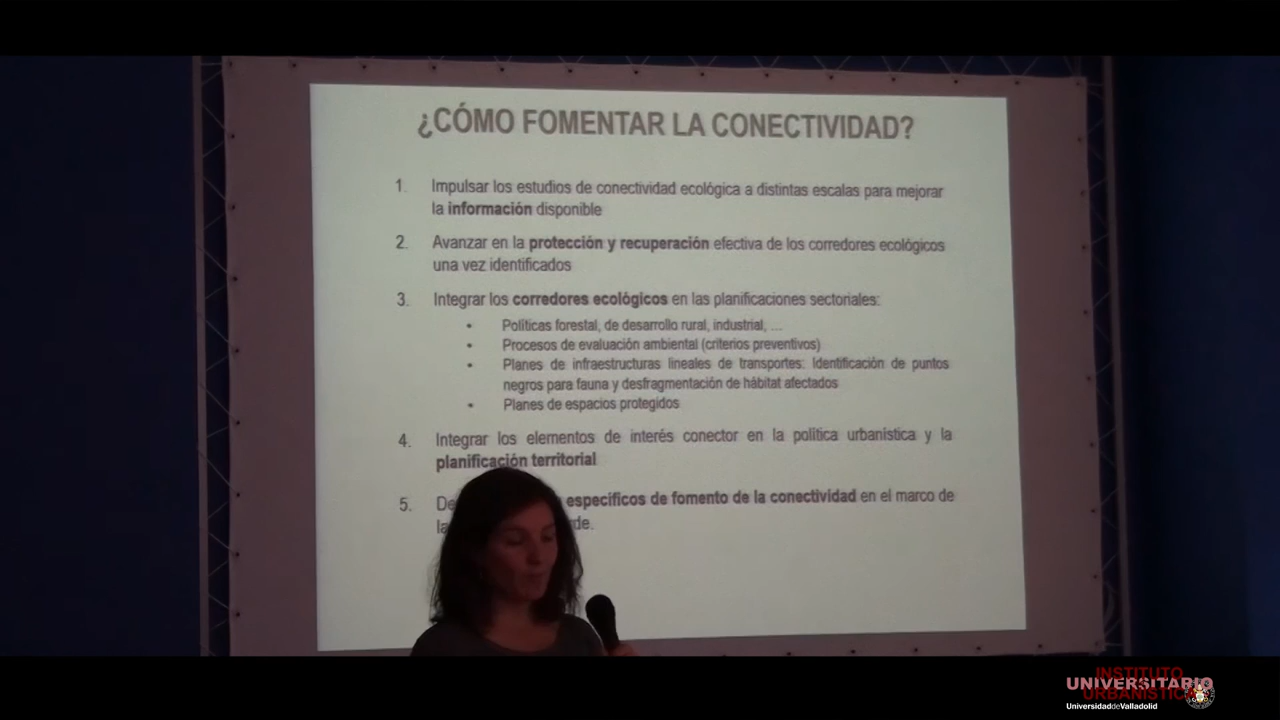 ¿CÓMO FOMENTAR LA CONECTIVIDAD?
1. Impulsar los estudios de conectividad ecológica a distintas escalas para mejorar
la información disponible
2. Avanzar en la protección y recuperación efectiva de los corredores ecológicos
una vez identificados
3. Integrar los corredores ecológicos en las planificaciones sectoriales:
• Políticas forestal, de desarrollo rural, industrial, ...
• Procesos de evaluación ambiental (criterios preventivos)
• Planes de infraestructuras lineales de transportes: Identificación de puntos
negros para fauna y desfragmentación de hábitat afectados
• Planes de espacios protegidos
4. Integrar los elementos de interés conector en la política urbanística y la
planificación territorial
5. específicos de fomento de la conectividad en el marco de
INSTITUTO
UNIVERSITARIO
URBANÍSTICA
UniversidaddeValladolid